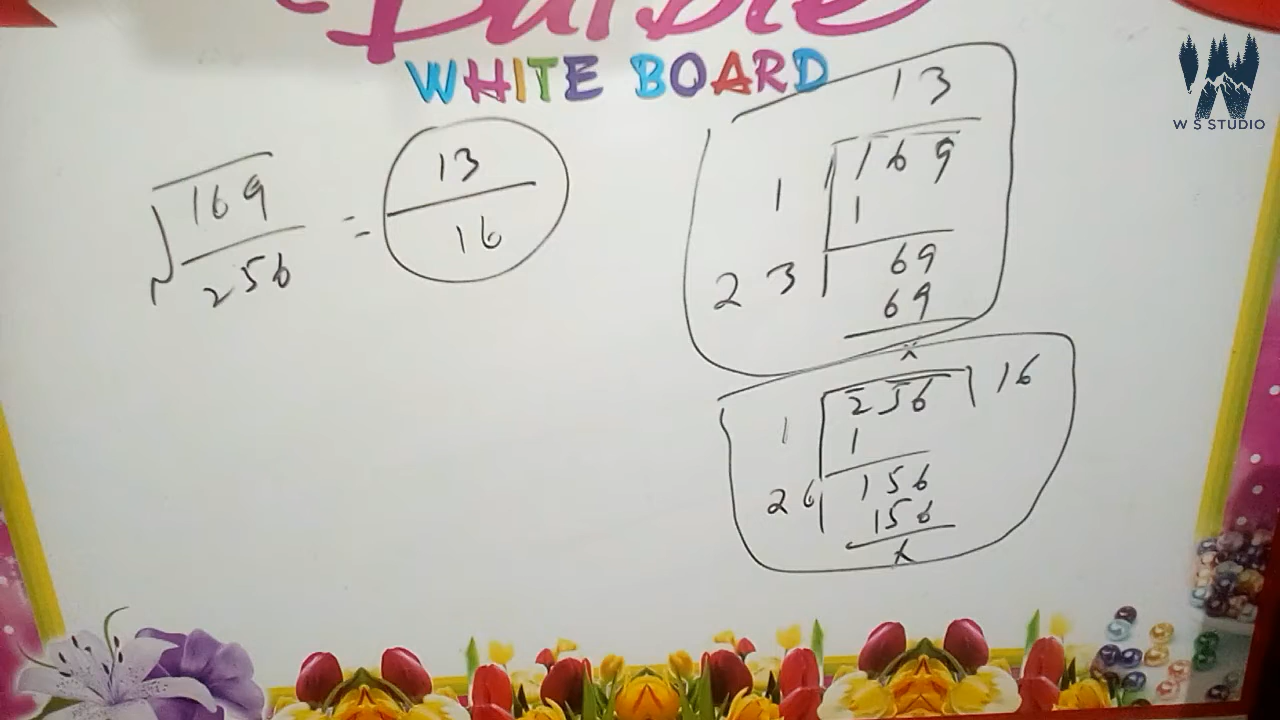 Barbie
WHITE BOARD
W S STUDIO
√169/256 = 13/16
13
1 169
1
23 69
69
x
1 256 16
1
26 156
156
x